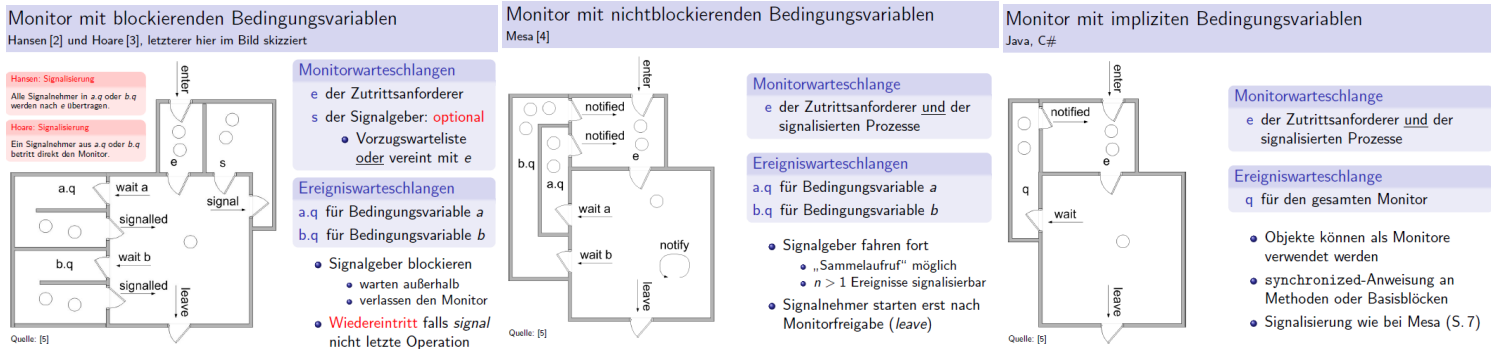 Monitor mit blockierenden Bedingungsvariablen
Hansen [2] und Hoare [3], letzterer hier im Bild skizziert
Hansen: Signalisierung
Alle Signalnehmer in a.q oder b.q
werden nach e übertragen.
Hoare: Signalisierung
Ein Signalnehmer aus a.q oder b.q
betritt direkt den Monitor.
enter
e
s
a.q
wait a
signalled
signal
b.q
wait b
signalled
leave
Quelle: [5]
Monitorwarteschlangen
e der Zutrittsanforderer
s der Signalgeber: optional
Vorzugswarteliste
oder vereint mit e
Ereigniswarteschlangen
a.q für Bedingungsvariable a
b.q für Bedingungsvariable b
Signalgeber blockieren
warten außerhalb
verlassen den Monitor
Wiedereintritt falls signal
nicht letzte Operation
Monitor mit nichtblockierenden Bedingungsvariablen
Mesa [4]
enter
notified
notified
e
b.q
a.q
wait a
wait b
notify
leave
Quelle: [5]
Monitorwarteschlange
e der Zutrittsanforderer und der
signalisierten Prozesse
Ereigniswarteschlangen
a.q für Bedingungsvariable a
b.q für Bedingungsvariable b
Signalgeber fahren fort
„Sammelaufruf“ möglich
n > 1 Ereignisse signalisierbar
Signalnehmer starten erst nach
Monitorfreigabe (leave)
Monitor mit impliziten Bedingungsvariablen
Java, C#
enter
notified
e
q
wait
leave
Quelle: [5]
Monitorwarteschlange
e der Zutrittsanforderer und der
signalisierten Prozesse
Ereigniswarteschlange
q für den gesamten Monitor
Objekte können als Monitore
verwendet werden
synchronized-Anweisung an
Methoden oder Basisblöcken
Signalisierung wie bei Mesa (S. 7)